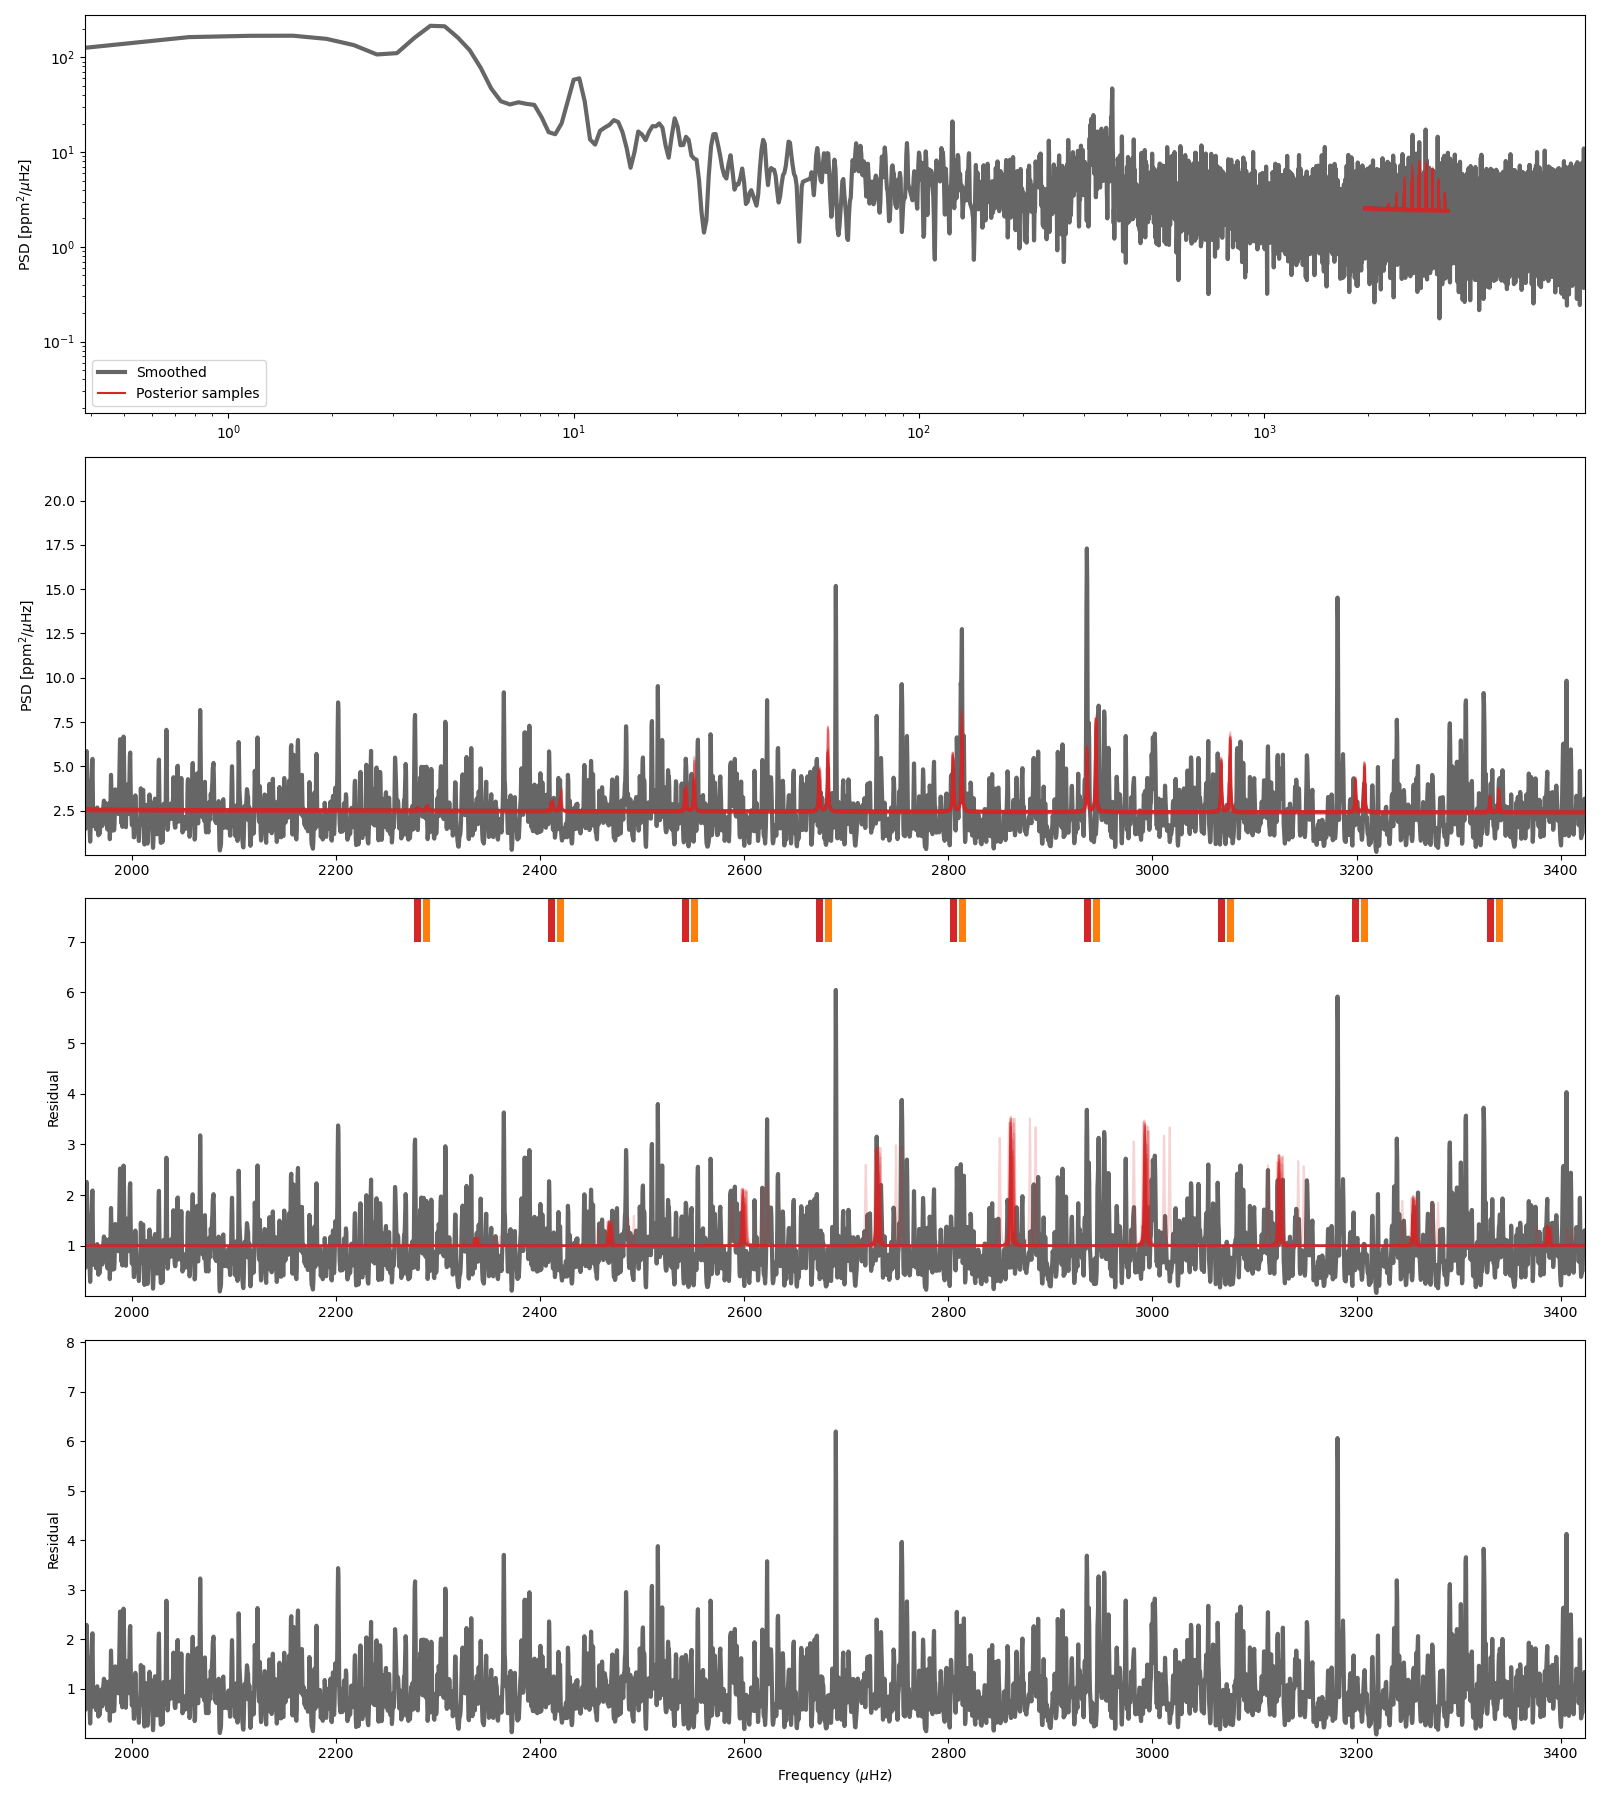 PSD [ppm²/μHz]
10²
10¹
10⁰
10⁻¹
Smoothed
Posterior samples
10⁰ 10¹ 10² 10³
PSD [ppm²/μHz]
20.0
17.5
15.0
12.5
10.0
7.5
5.0
2.5
2000 2200 2400 2600 2800 3000 3200 3400
Residual
7
6
5
4
3
2
1
2000 2200 2400 2600 2800 3000 3200 3400
Residual
8
7
6
5
4
3
2
1
2000 2200 2400 2600 2800 3000 3200 3400
Frequency (μHz)